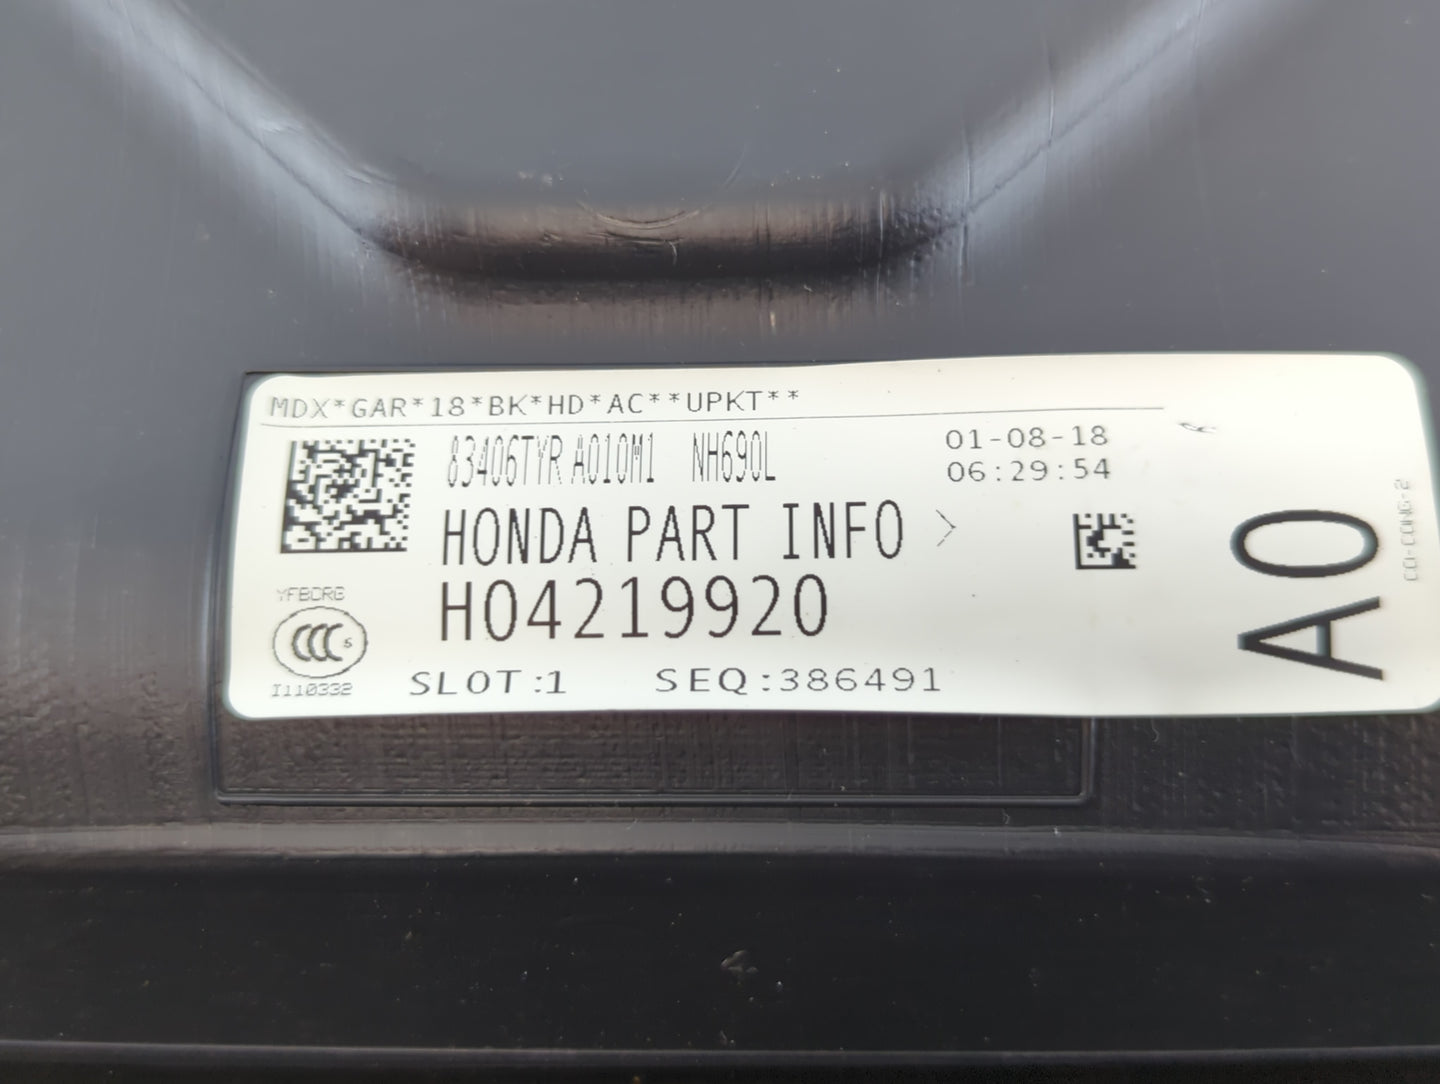 MDX*GAR*18*BK*HD*AC**UPKT**
83406TYR A010M1 NH690L
01-08-18
06:29:54
HONDA PART INFO >
H04219920
YFBCRG
CCC S
I110332
SLOT:1 SEQ:386491
A0